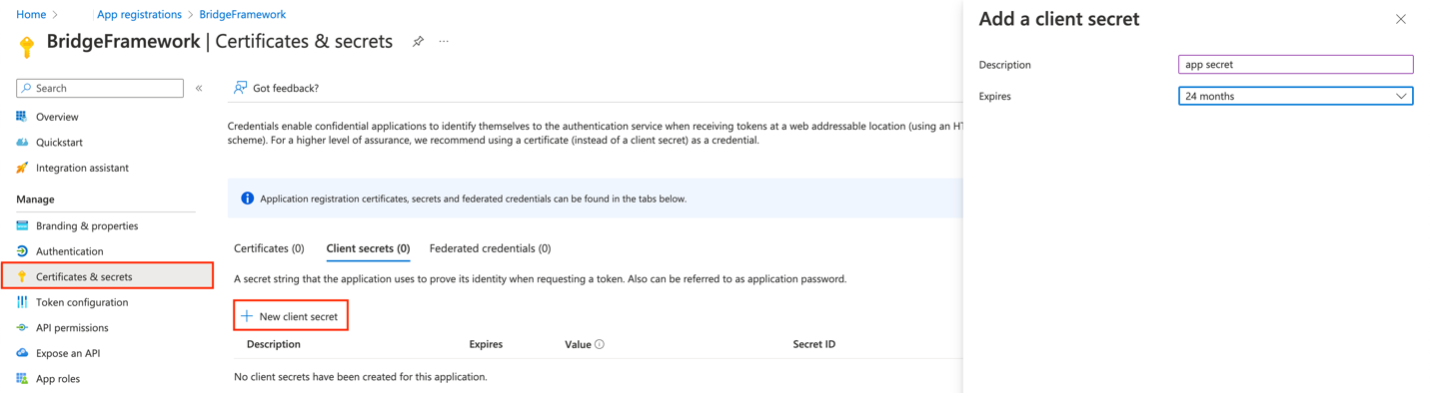 Home > App registrations > BridgeFramework
BridgeFramework | Certificates & secrets
Search
«
Overview
Quickstart
Integration assistant
Manage
Branding & properties
Authentication
Certificates & secrets
Token configuration
API permissions
Expose an API
App roles
Got feedback?
Credentials enable confidential applications to identify themselves to the authentication service when receiving tokens at a web addressable location (using an HT
scheme). For a higher level of assurance, we recommend using a certificate (instead of a client secret) as a credential.
Application registration certificates, secrets and federated credentials can be found in the tabs below.
Certificates (0) Client secrets (0) Federated credentials (0)
A secret string that the application uses to prove its identity when requesting a token. Also can be referred to as application password.
New client secret
Description Expires Value Secret ID
No client secrets have been created for this application.
Add a client secret
Description app secret
Expires 24 months